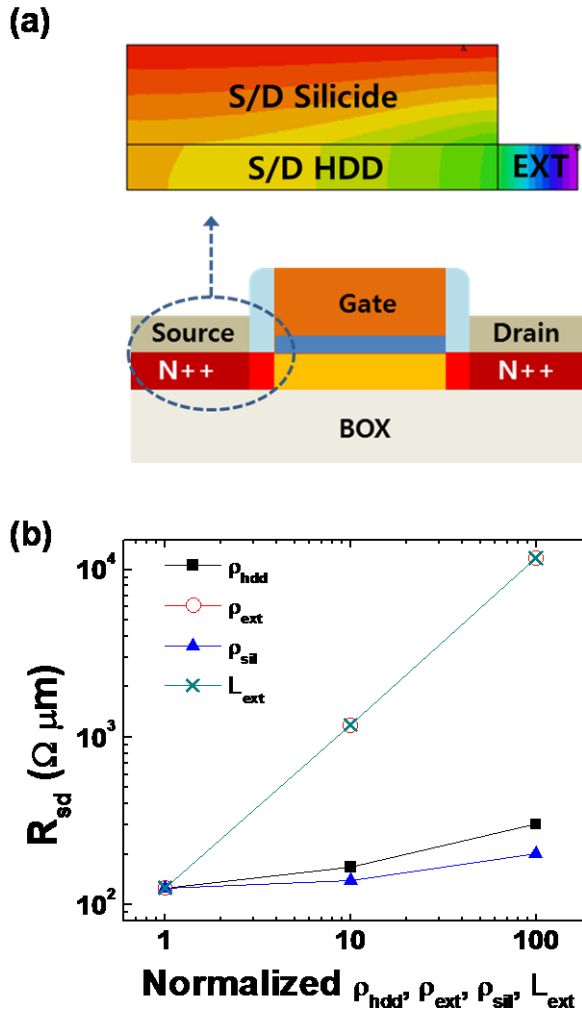 (a)
S/D Silicide
S/D HDD EXT
Gate
Source Drain
N++ N++
BOX
(b)
10⁴
10³
10²
ρhdd
ρext
ρsil
Lext
Rsd (Ω μm)
1 10 100
Normalized ρhdd, ρext, ρsil, Lext